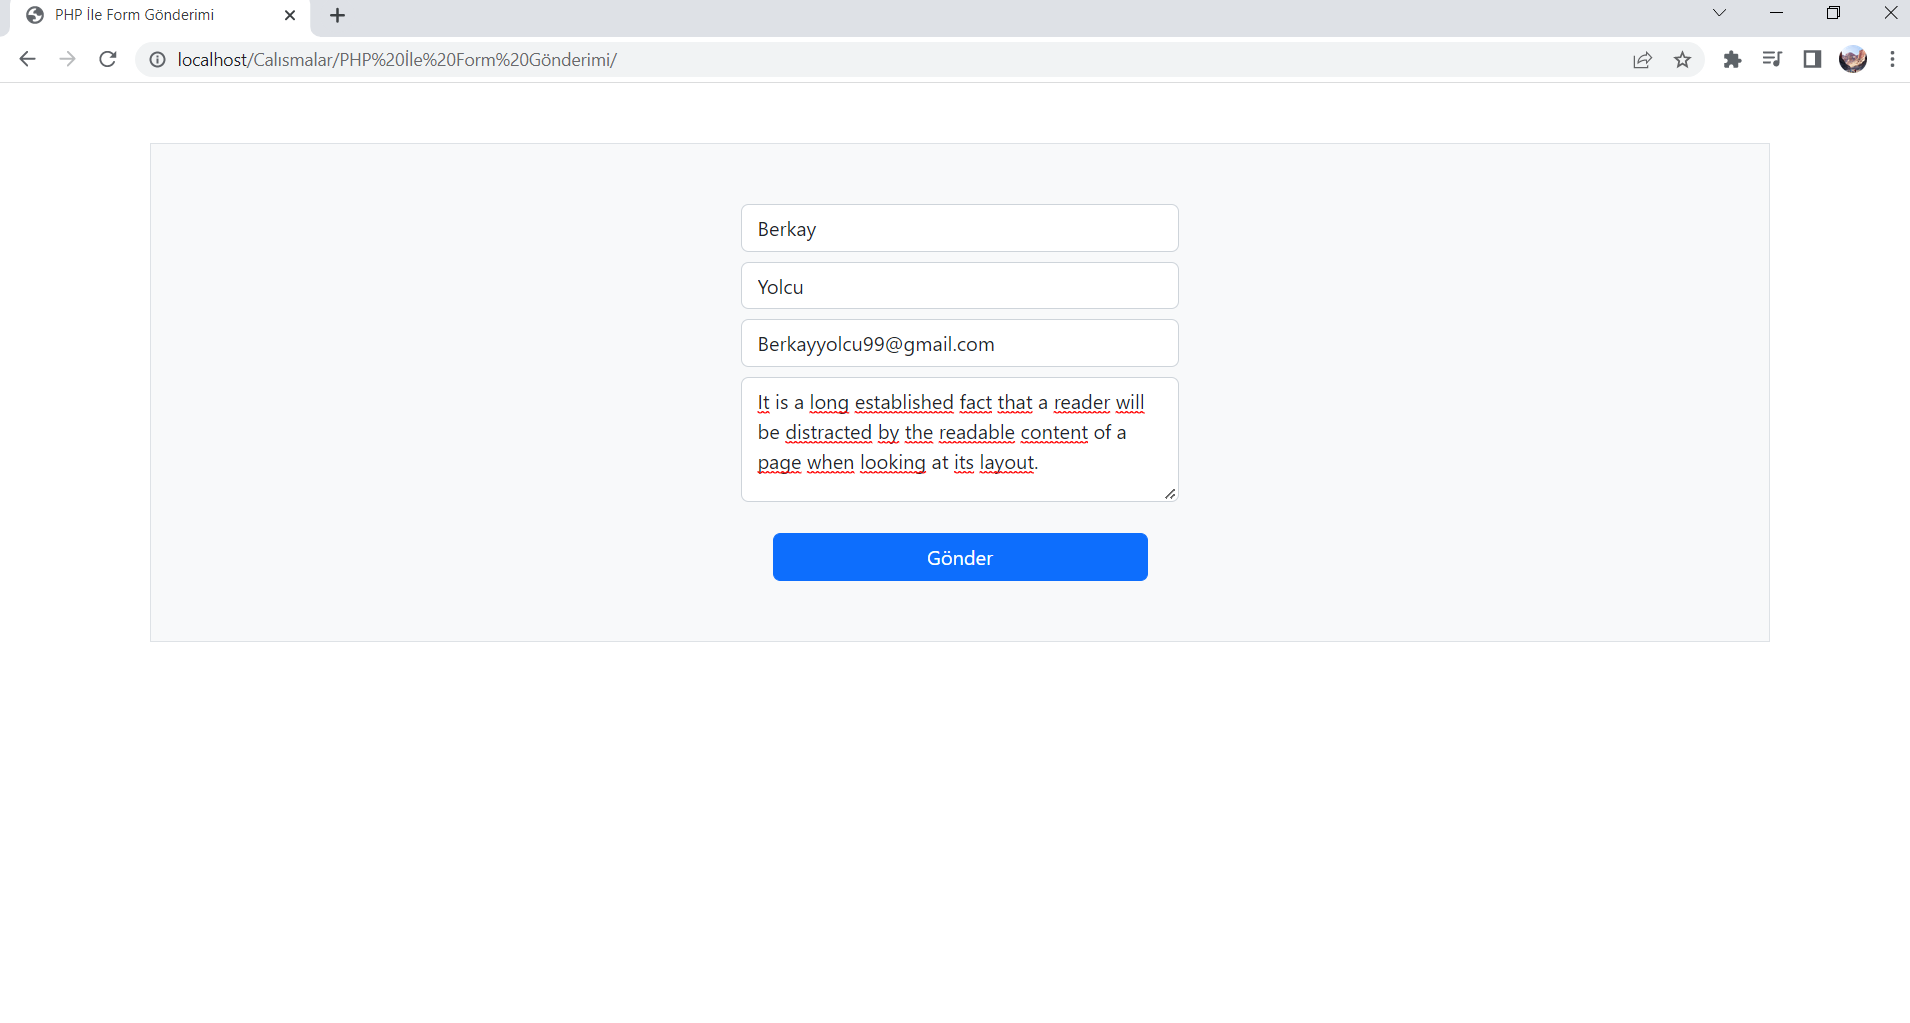 PHP İle Form Gönderimi
localhost/Calısmalar/PHP%20İle%20Form%20Gönderimi/
Berkay
Yolcu
Berkayyolcu99@gmail.com
It is a long established fact that a reader will
be distracted by the readable content of a
page when looking at its layout.
Gönder